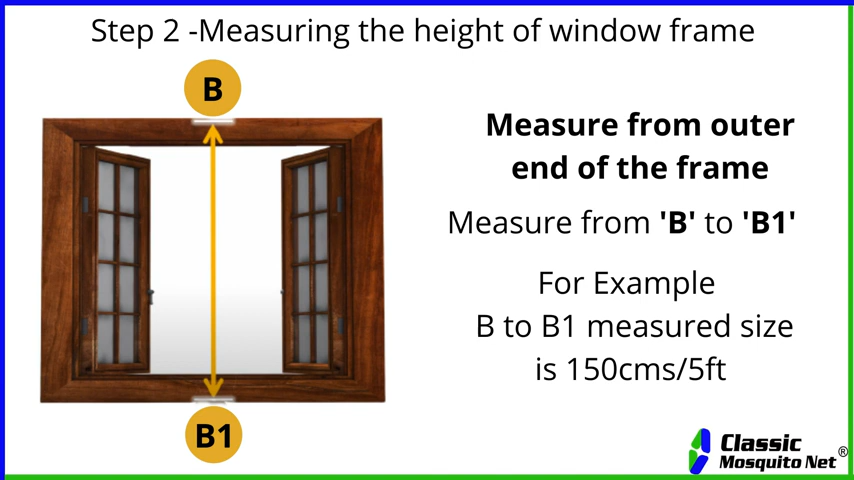 Step 2 -Measuring the height of window frame
B
Measure from outer
end of the frame
Measure from 'B' to 'B1'
For Example
B to B1 measured size
is 150cms/5ft
B1
Classic
Mosquito Net®